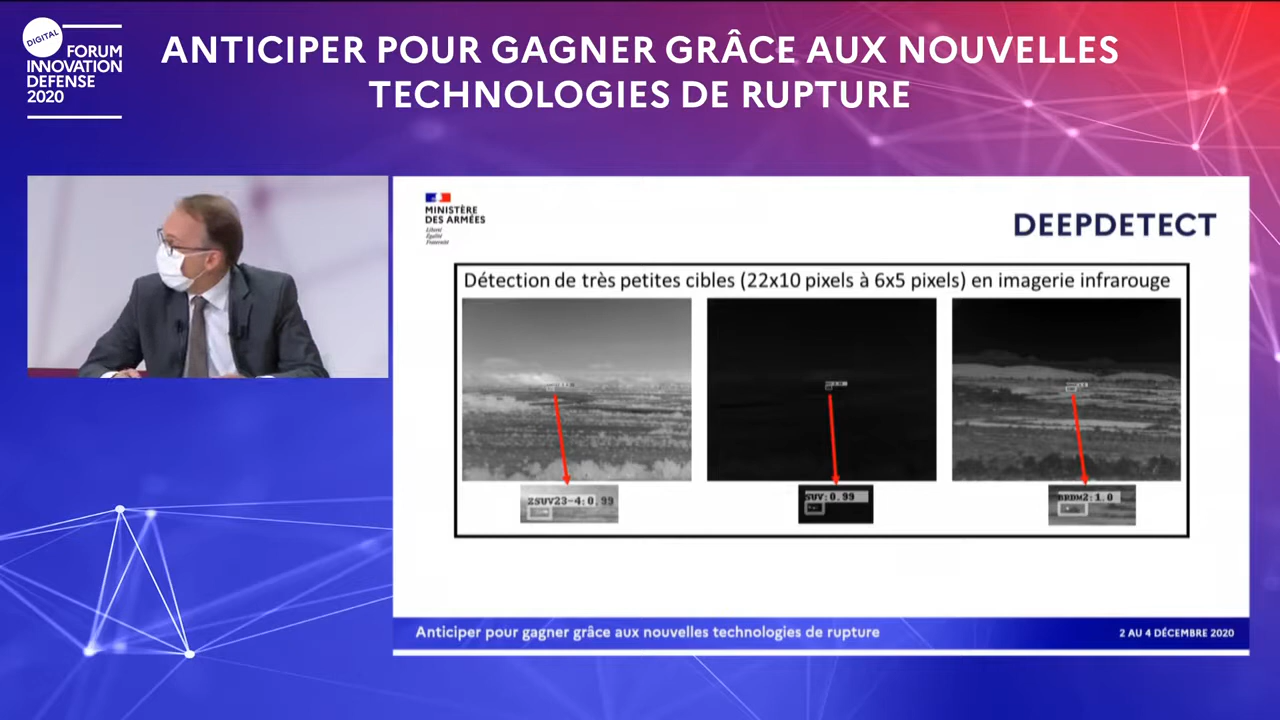 DIGITAL
FORUM
INNOVATION
DEFENSE
2020
ANTICIPER POUR GAGNER GRÂCE AUX NOUVELLES
TECHNOLOGIES DE RUPTURE
MINISTÈRE
DES ARMÉES
Liberté
Égalité
Fraternité
DEEPDETECT
Détection de très petites cibles (22x10 pixels à 6x5 pixels) en imagerie infrarouge
ZSUV23-4:0.99
SUV:0.99
BRDM2:1.0
Anticiper pour gagner grâce aux nouvelles technologies de rupture
2 AU 4 DÉCEMBRE 2020